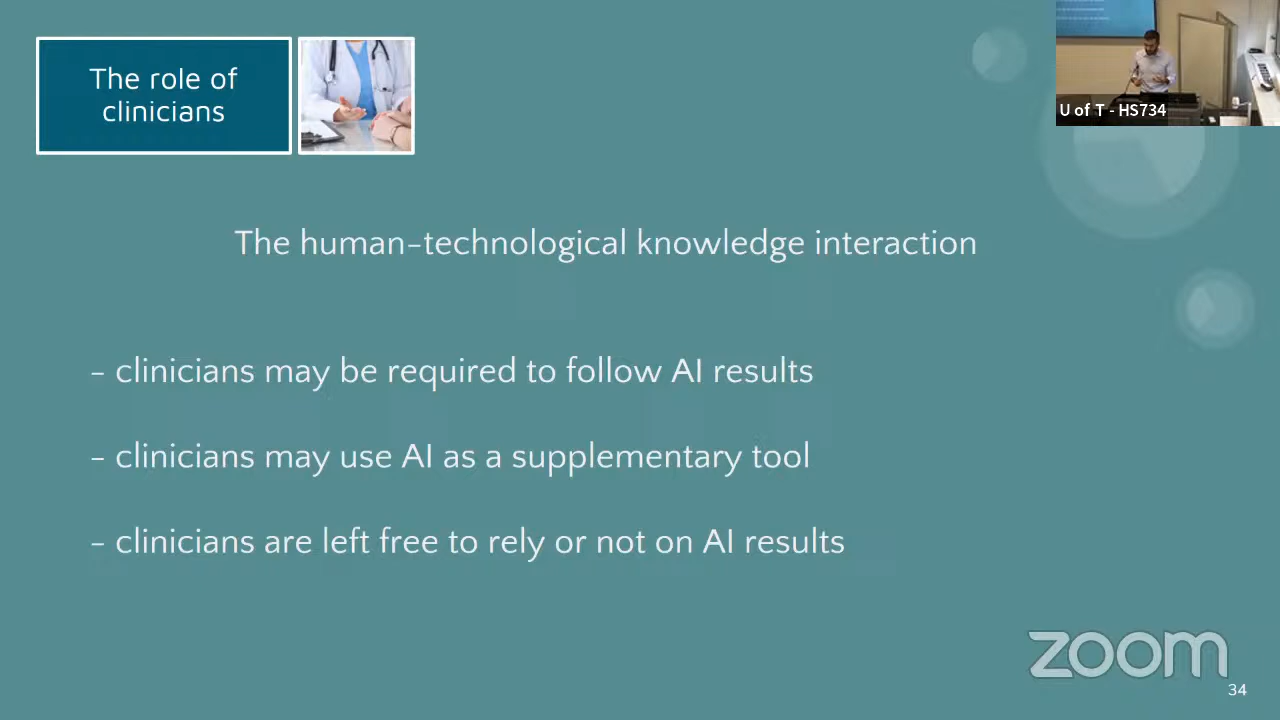 The role of
clinicians
U of T - HS734
The human-technological knowledge interaction
- clinicians may be required to follow AI results
- clinicians may use AI as a supplementary tool
- clinicians are left free to rely or not on AI results
zoom
34